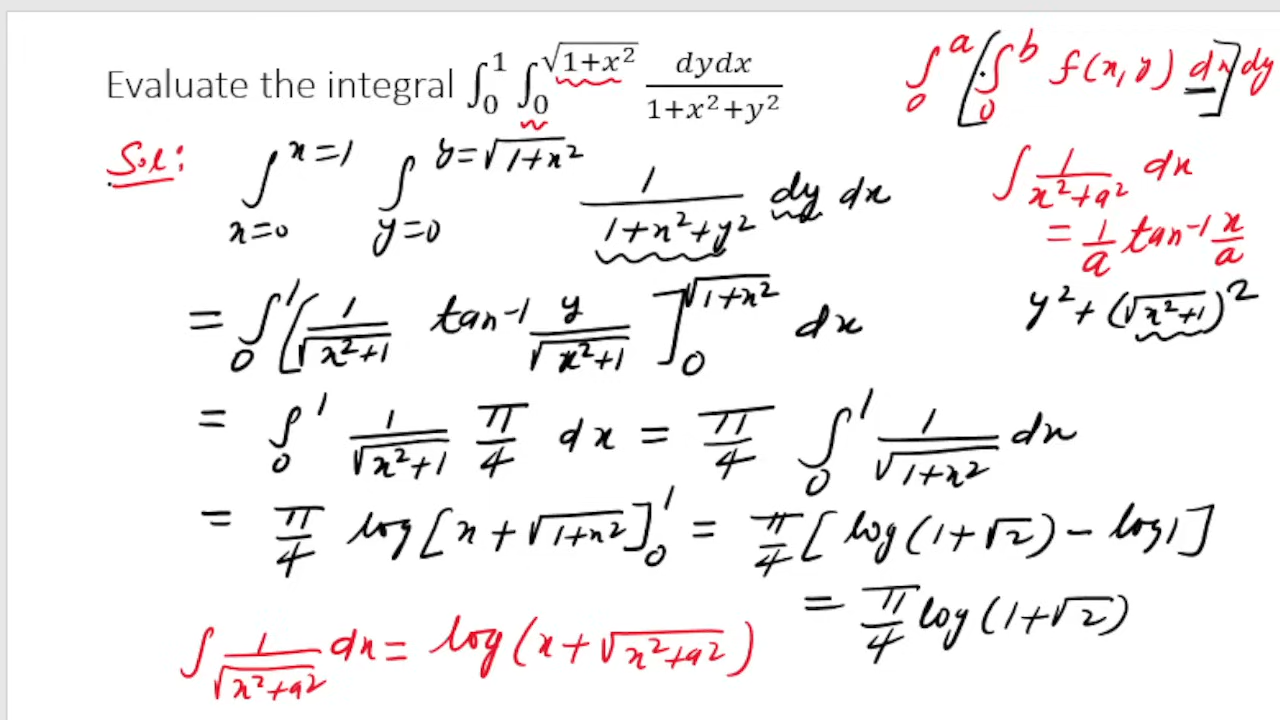 Evaluate the integral ∫₀¹ ∫₀^√(1+x²) dydx/(1+x²+y²)
∫₀^a [∫₀^b f(x, y) dx] dy
Sol:
∫_{x=0}^{x=1} ∫_{y=0}^{y=√(1+x²)} 1/(1+x²+y²) dy dx
∫ 1/(x²+a²) dx
= 1/a tan⁻¹ x/a
y² + (√(x²+1))²
= ∫₀¹ [1/√(x²+1) tan⁻¹ y/√(x²+1)]₀^√(1+x²) dx
= ∫₀¹ 1/√(x²+1) π/4 dx = π/4 ∫₀¹ 1/√(1+x²) dx
= π/4 log[x + √(1+x²)]₀¹ = π/4 [log(1+√2) − log1]
= π/4 log(1+√2)
∫ 1/√(x²+a²) dx = log(x + √(x²+a²))